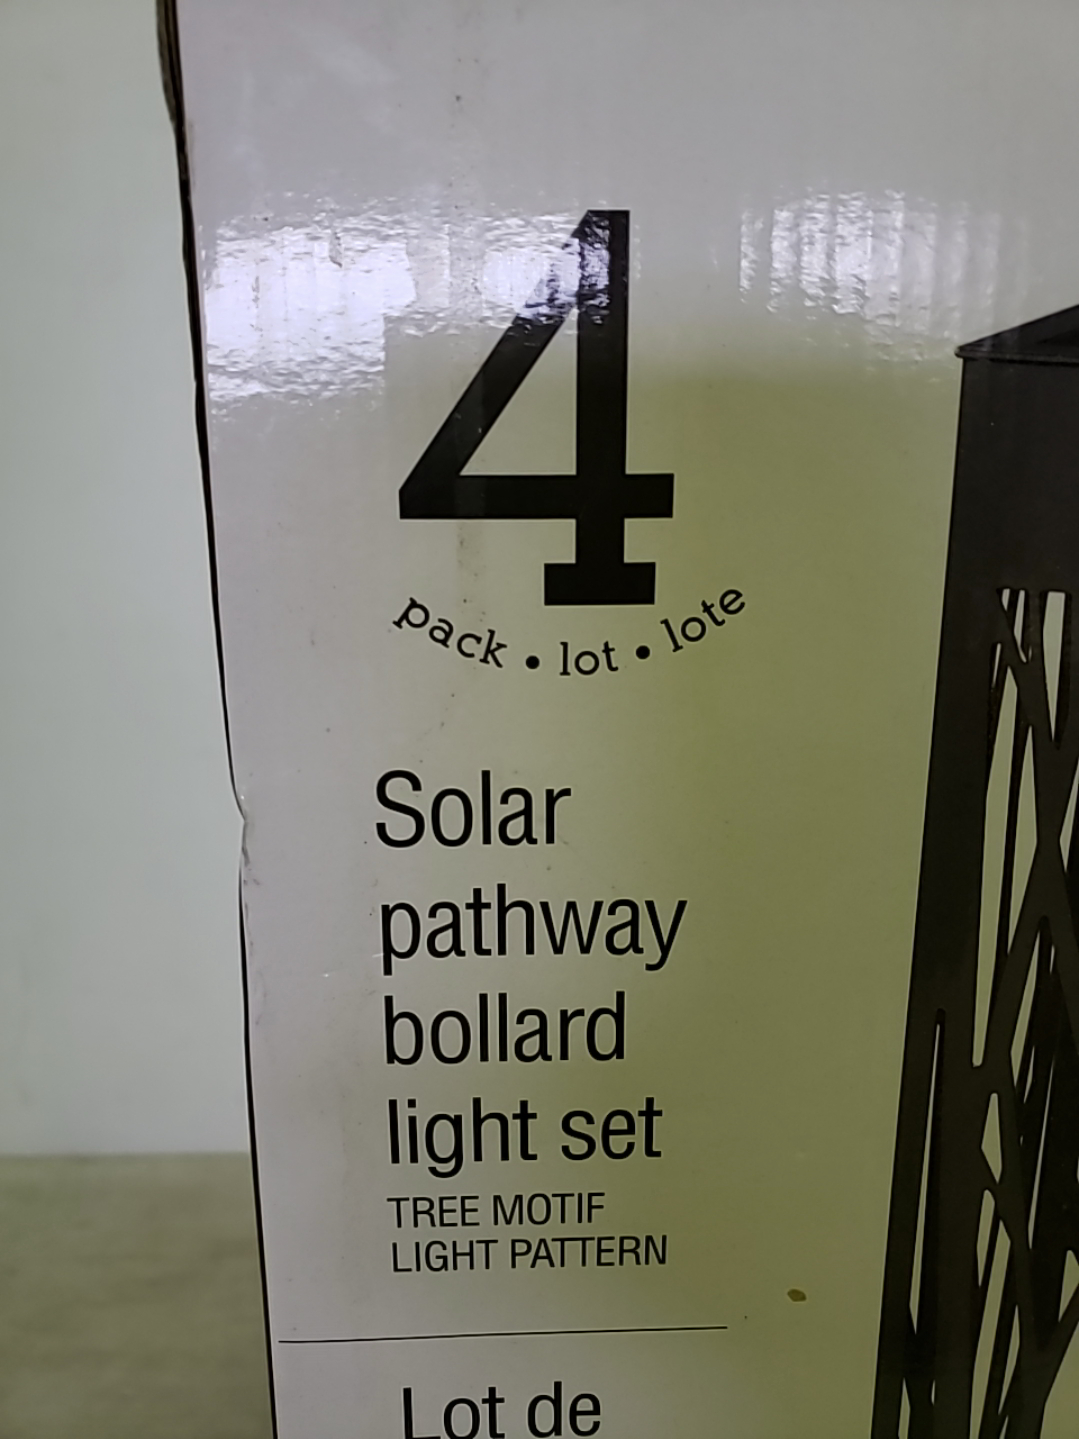 4
pack • lot • lote
Solar
pathway
bollard
light set
TREE MOTIF
LIGHT PATTERN
Lot de